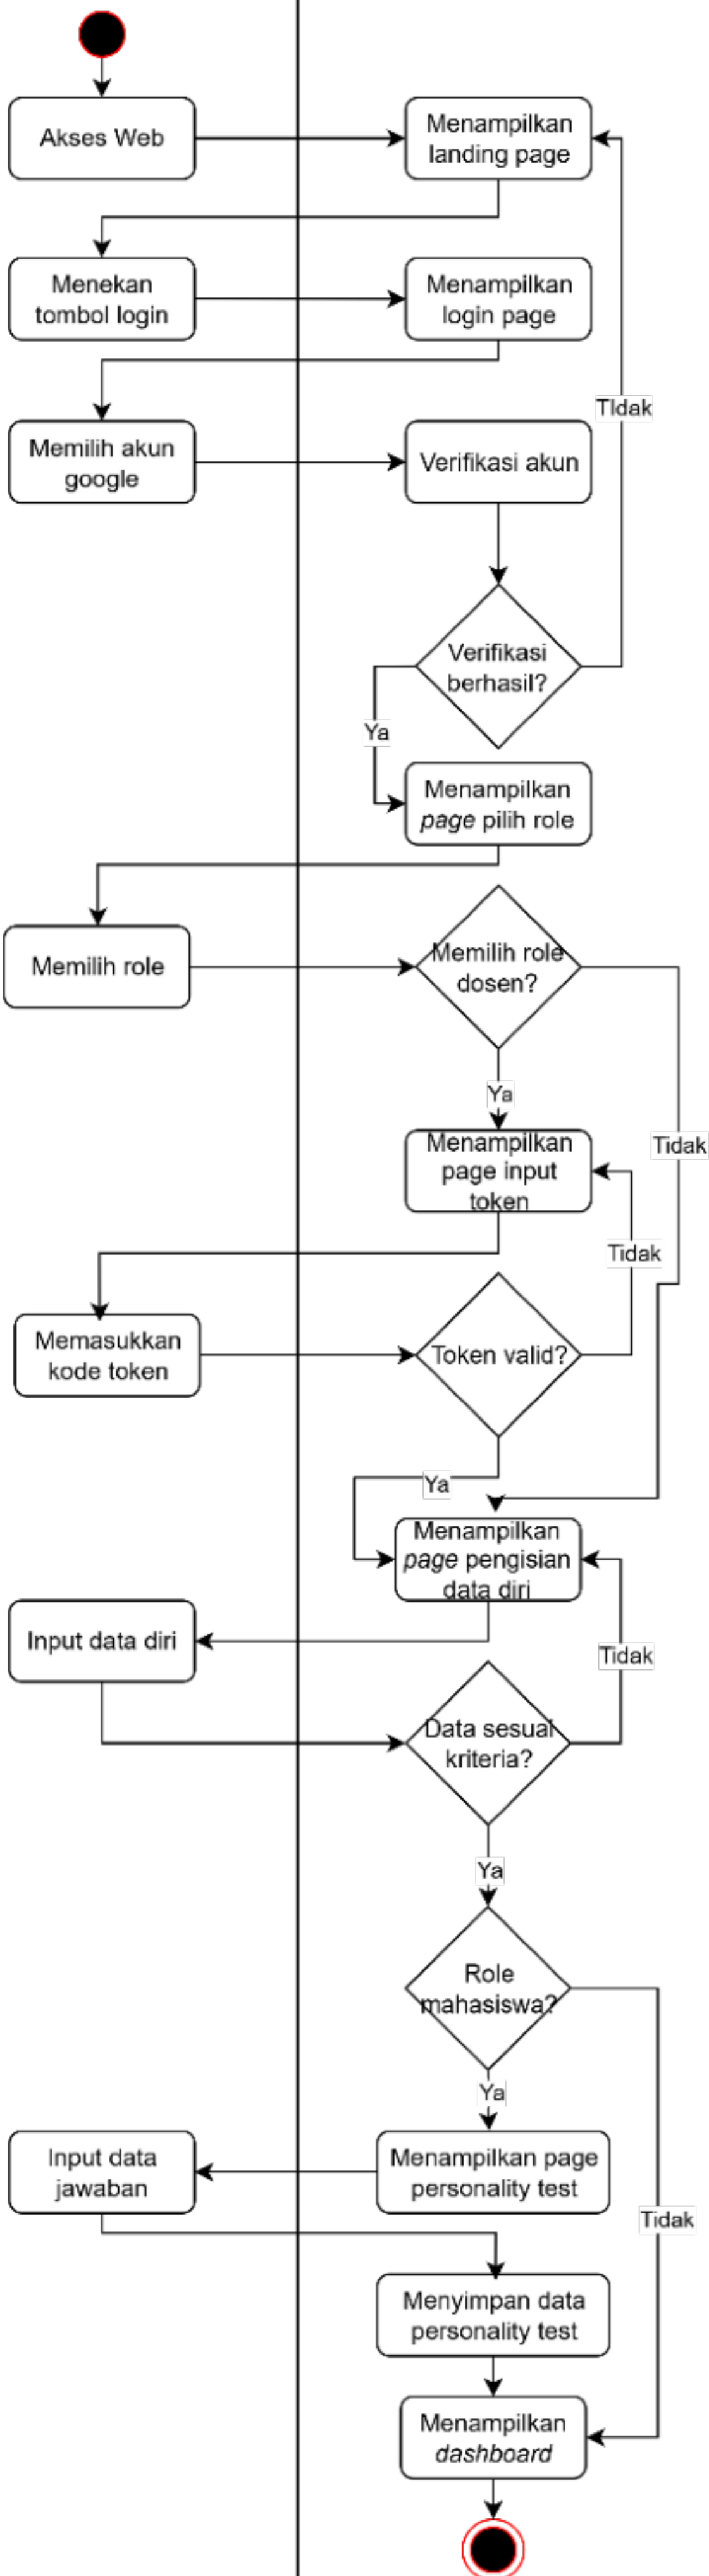 Akses Web
Menampilkan
landing page
Menekan
tombol login
Menampilkan
login page
TIdak
Memilih akun
google
Verifikasi akun
Verifikasi
berhasil?
Ya
Menampilkan
page pilih role
Memilih role
Memilih role
dosen?
Ya
Tidak
Menampilkan
page input
token
Tidak
Memasukkan
kode token
Token valid?
Ya
Menampilkan
page pengisian
data diri
Input data diri
Tidak
Data sesuai
kriteria?
Ya
Role
mahasiswa?
Ya
Input data
jawaban
Menampilkan page
personality test
Tidak
Menyimpan data
personality test
Menampilkan
dashboard